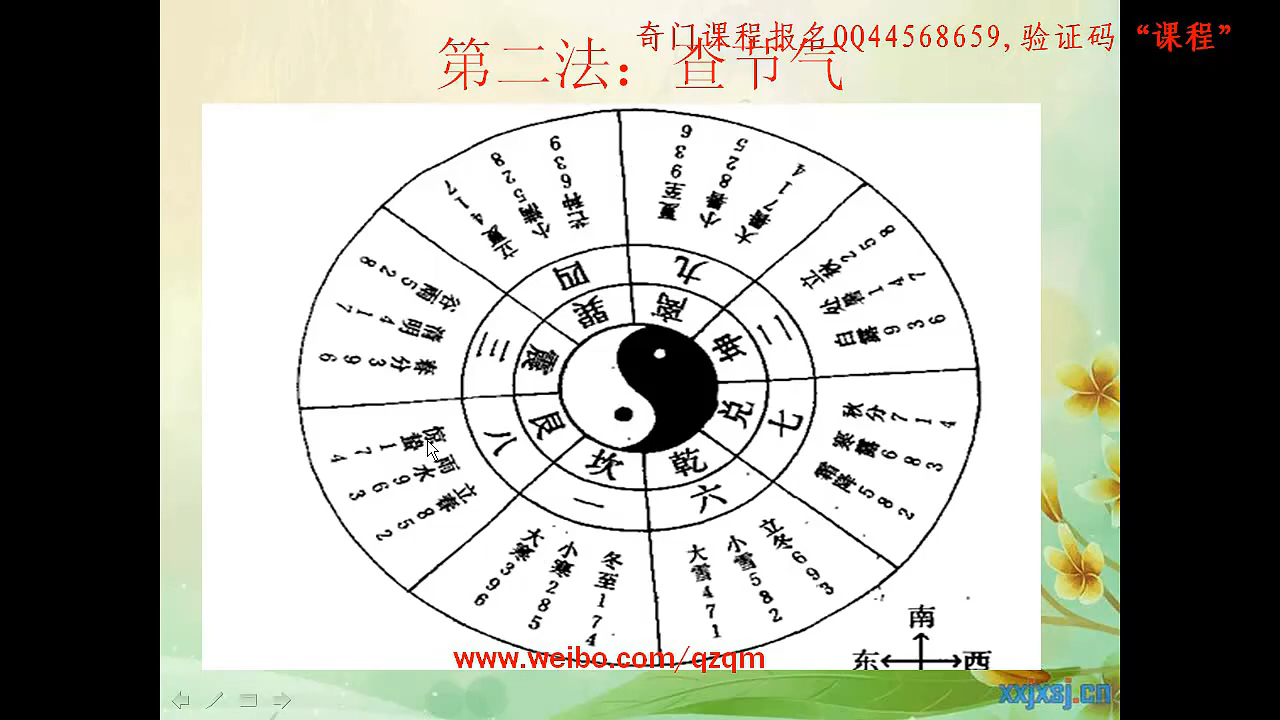 奇门课程报名QQ44568659,验证码 “课程”
第二法：查节气
立夏 4 1 7
小满 5 2 8
芒种 6 3 9
夏至 9 3 6
小暑 8 2 5
大暑 7 1 4
立秋 2 5 8
处暑 1 4 7
白露 9 3 6
秋分 7 1 4
寒露 6 8 3
霜降 5 8 2
立冬 6 9 3
小雪 5 8 2
大雪 4 7 1
冬至 1 7 4
小寒 2 8 5
大寒 3 9 6
立春 8 5 2
雨水 9 6 3
惊蛰 1 7 4
春分 3 9 6
清明 4 1 7
谷雨 5 2 8
四
九
二
七
六
一
八
三
巽
离
坤
兑
乾
坎
艮
震
南
东
西
www.weibo.com/qzqm
xxjxsj.cn